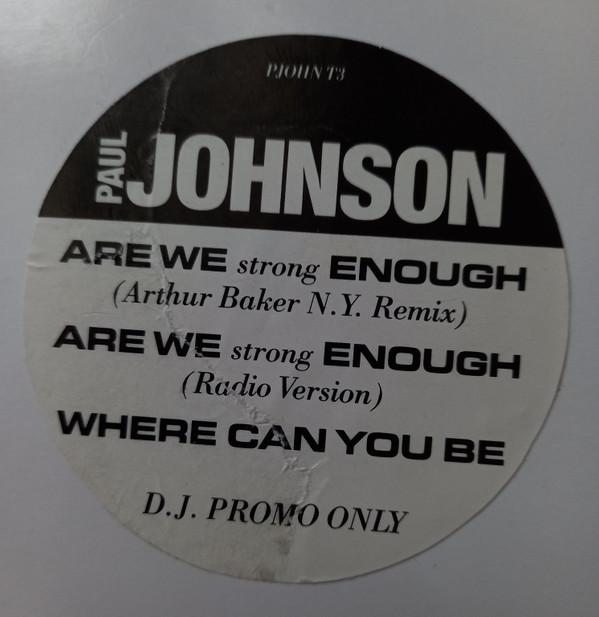 PJOHN T3
PAUL JOHNSON
ARE WE strong ENOUGH
(Arthur Baker N.Y. Remix)
ARE WE strong ENOUGH
(Radio Version)
WHERE CAN YOU BE
D.J. PROMO ONLY